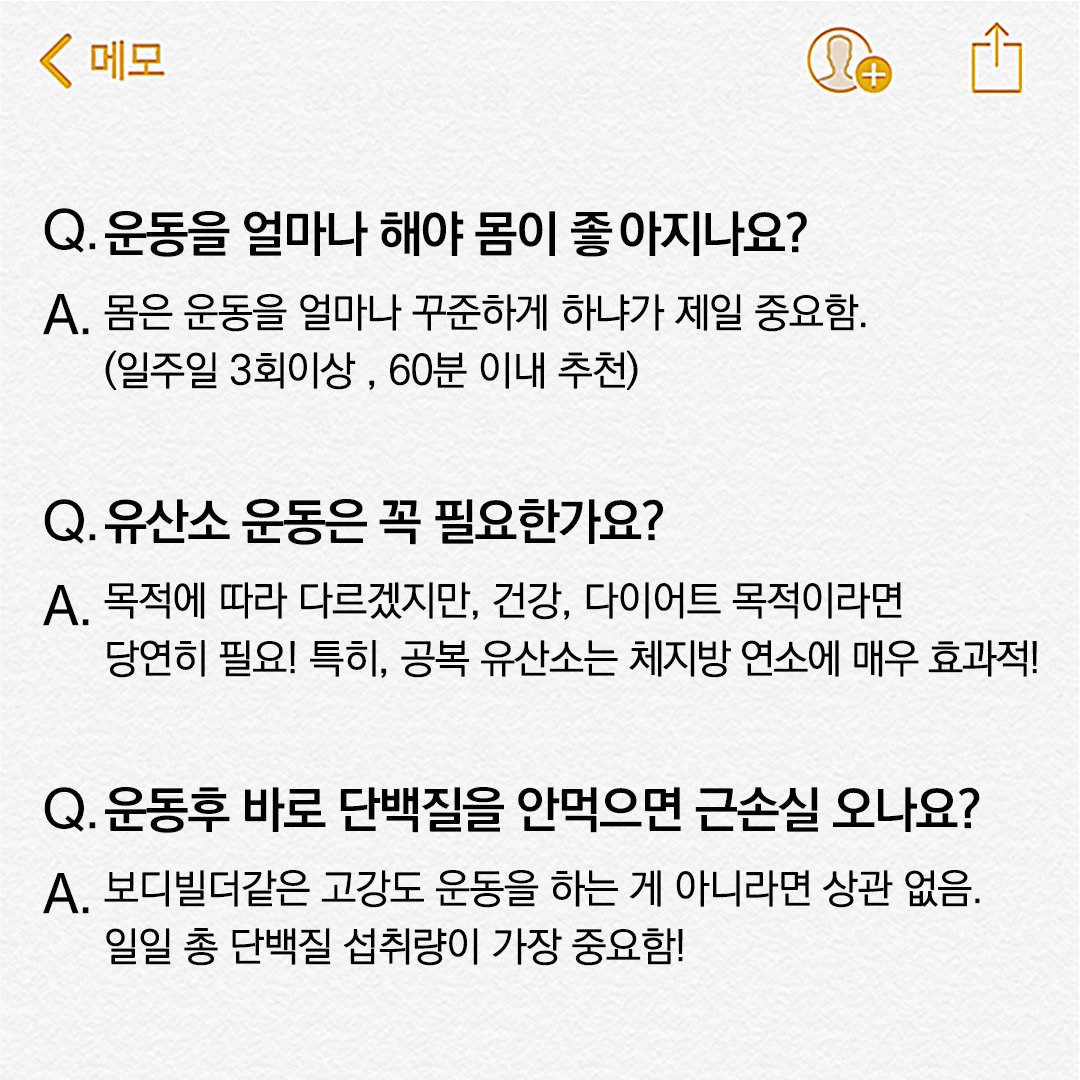 메모
Q. 운동을 얼마나 해야 몸이 좋아지나요?
A. 몸은 운동을 얼마나 꾸준하게 하냐가 제일 중요함.
(일주일 3회이상 , 60분 이내 추천)
Q. 유산소 운동은 꼭 필요한가요?
A. 목적에 따라 다르겠지만, 건강, 다이어트 목적이라면
당연히 필요! 특히, 공복 유산소는 체지방 연소에 매우 효과적!
Q. 운동후 바로 단백질을 안먹으면 근손실 오나요?
A. 보디빌더같은 고강도 운동을 하는 게 아니라면 상관 없음.
일일 총 단백질 섭취량이 가장 중요함!